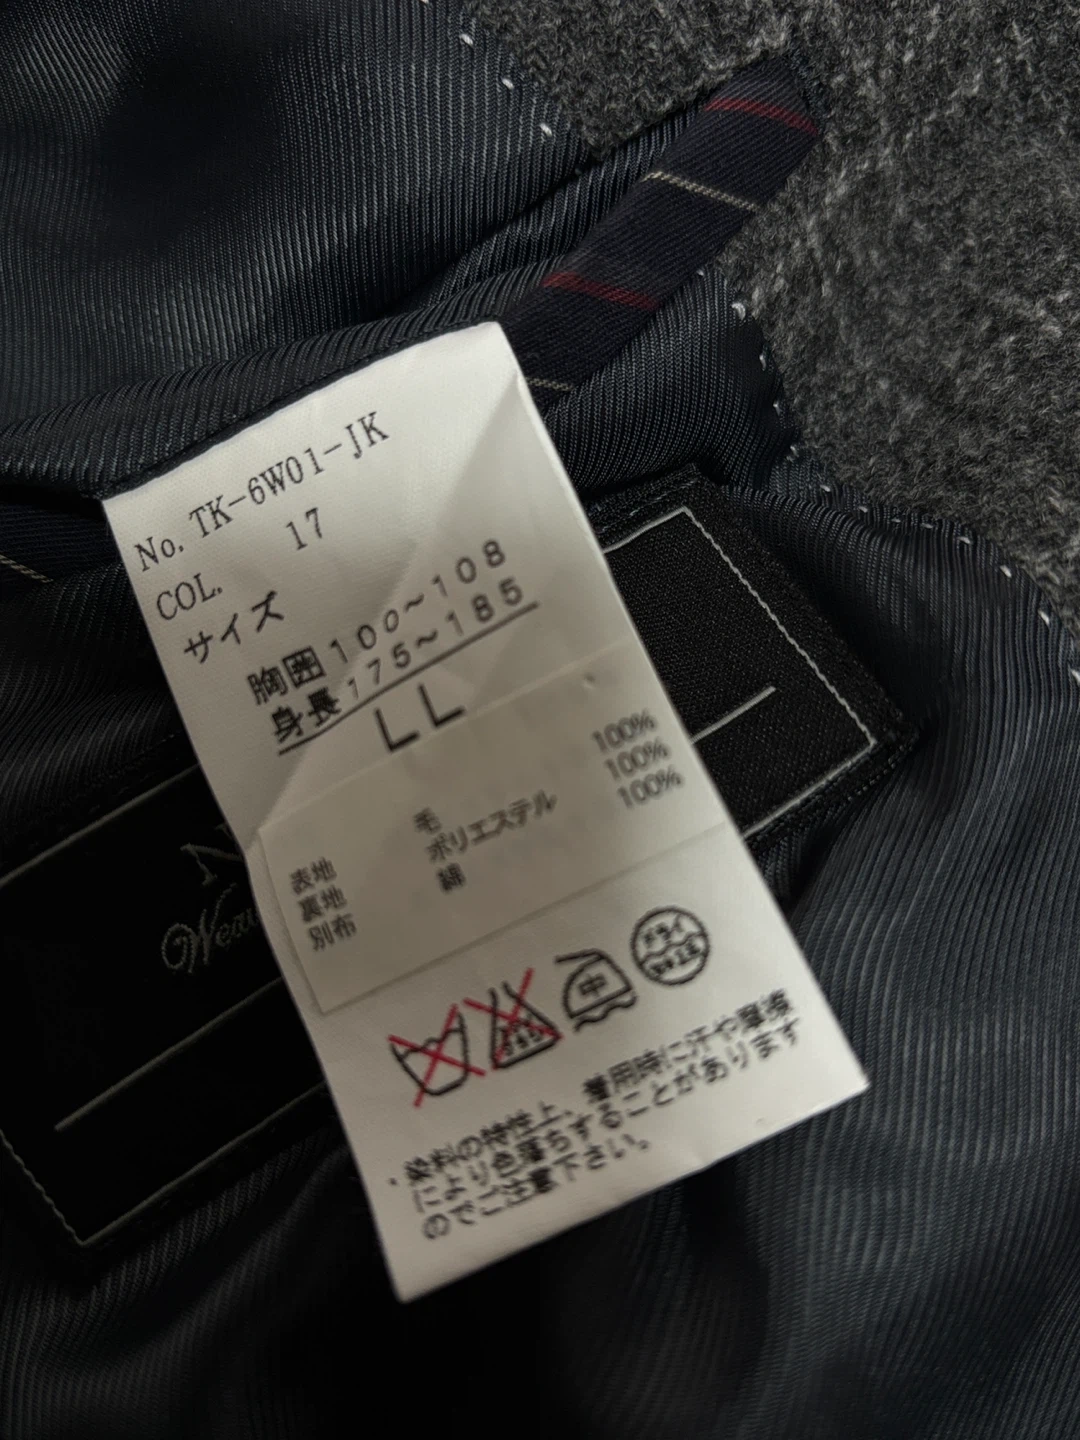 No. TK-6W01-JK
COL. 17
サイズ
胸囲100~108
身長175~185
LL
表地 毛 100%
裏地 ポリエステル 100%
別布 綿 100%
中
ドライ
・染料の特性上、着用時に汗や摩擦
により色落ちすることがあります
のでご注意下さい。